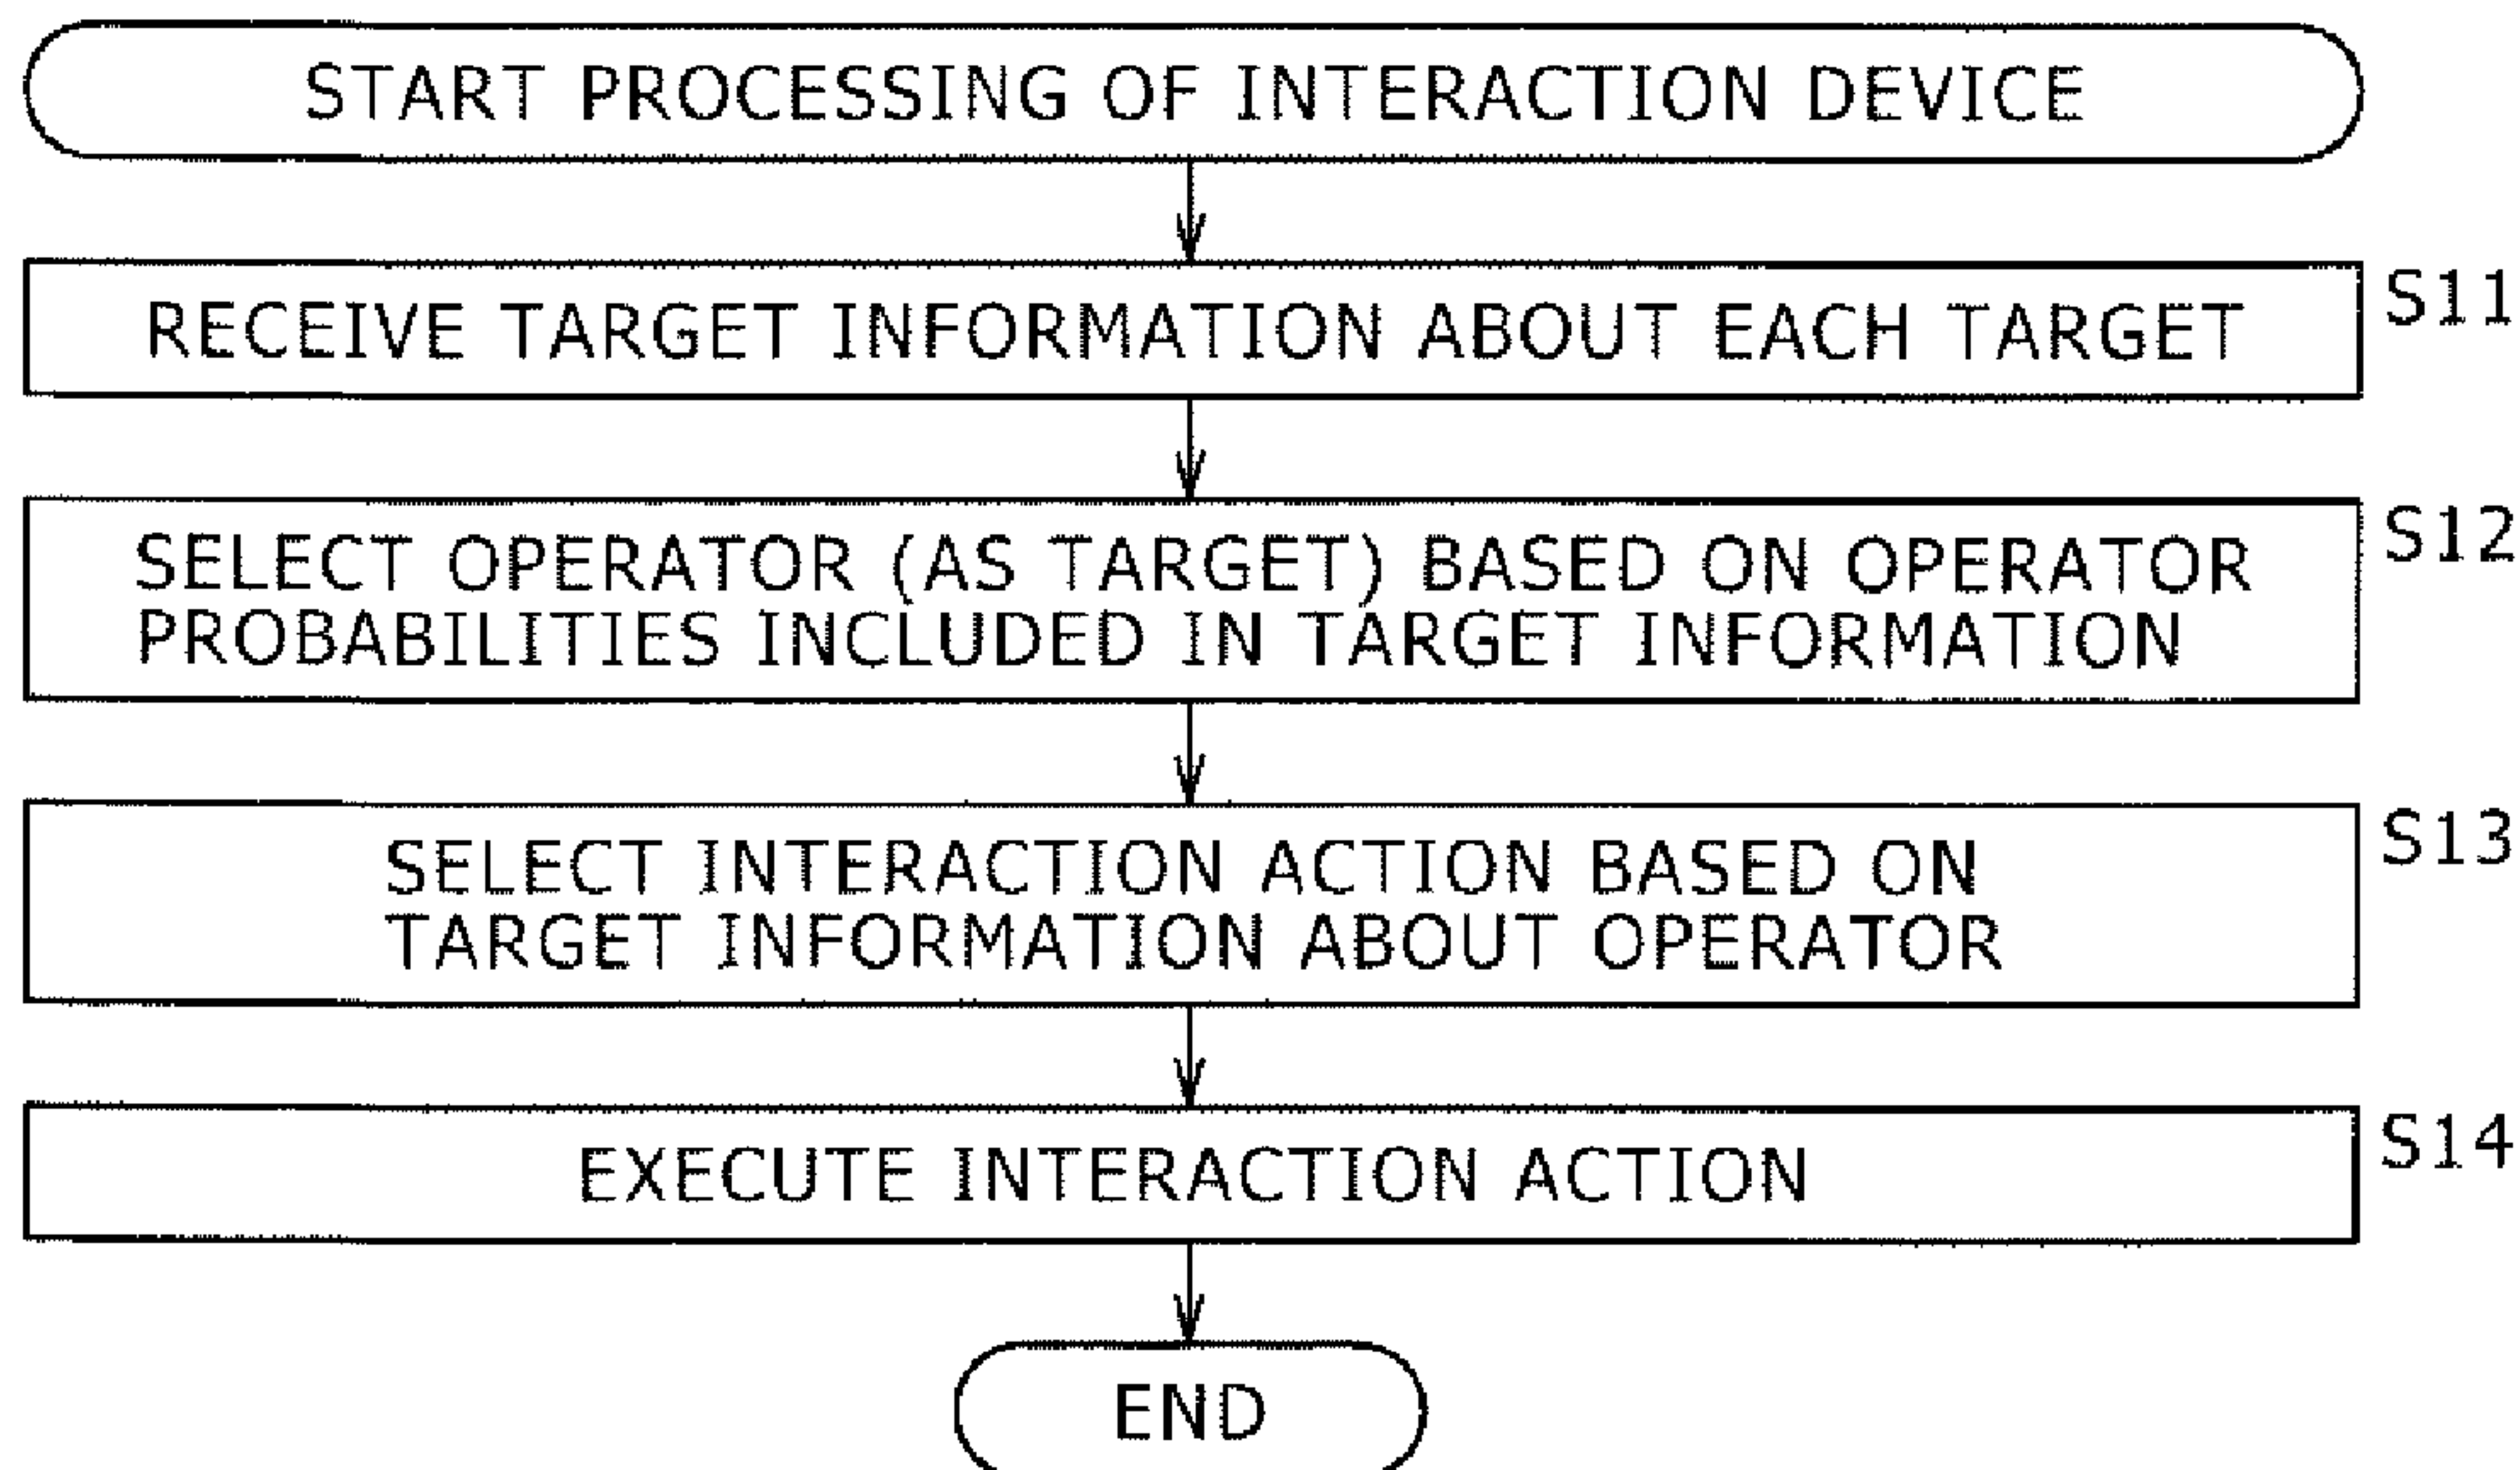 START PROCESSING OF INTERACTION DEVICE
RECEIVE TARGET INFORMATION ABOUT EACH TARGET
S11
SELECT OPERATOR (AS TARGET) BASED ON OPERATOR
PROBABILITIES INCLUDED IN TARGET INFORMATION
S12
SELECT INTERACTION ACTION BASED ON
TARGET INFORMATION ABOUT OPERATOR
S13
EXECUTE INTERACTION ACTION
S14
END